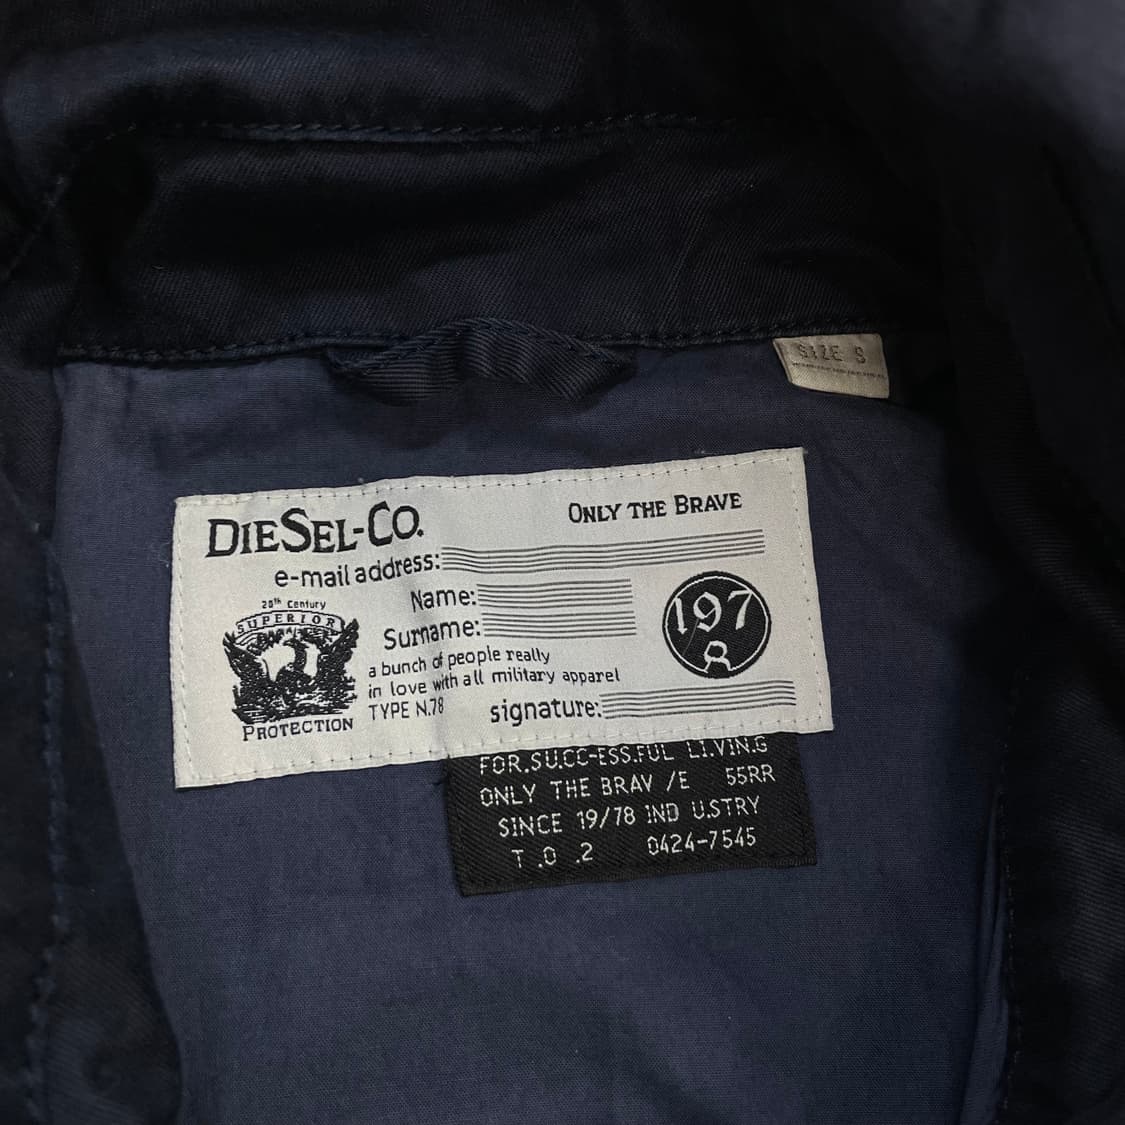 SIZE S
DIESEL-CO.
ONLY THE BRAVE
e-mail address:
Name:
Surname:
20th Century
SUPERIOR
PROTECTION
a bunch of people really
in love with all military apparel
TYPE N.78
signature:
197
8
FOR.SU.CC-ESS.FUL L.I.VIN.G
ONLY THE BRAV /E 55RR
SINCE 19/78 IND U.STRY
T .O .2 0424-7545